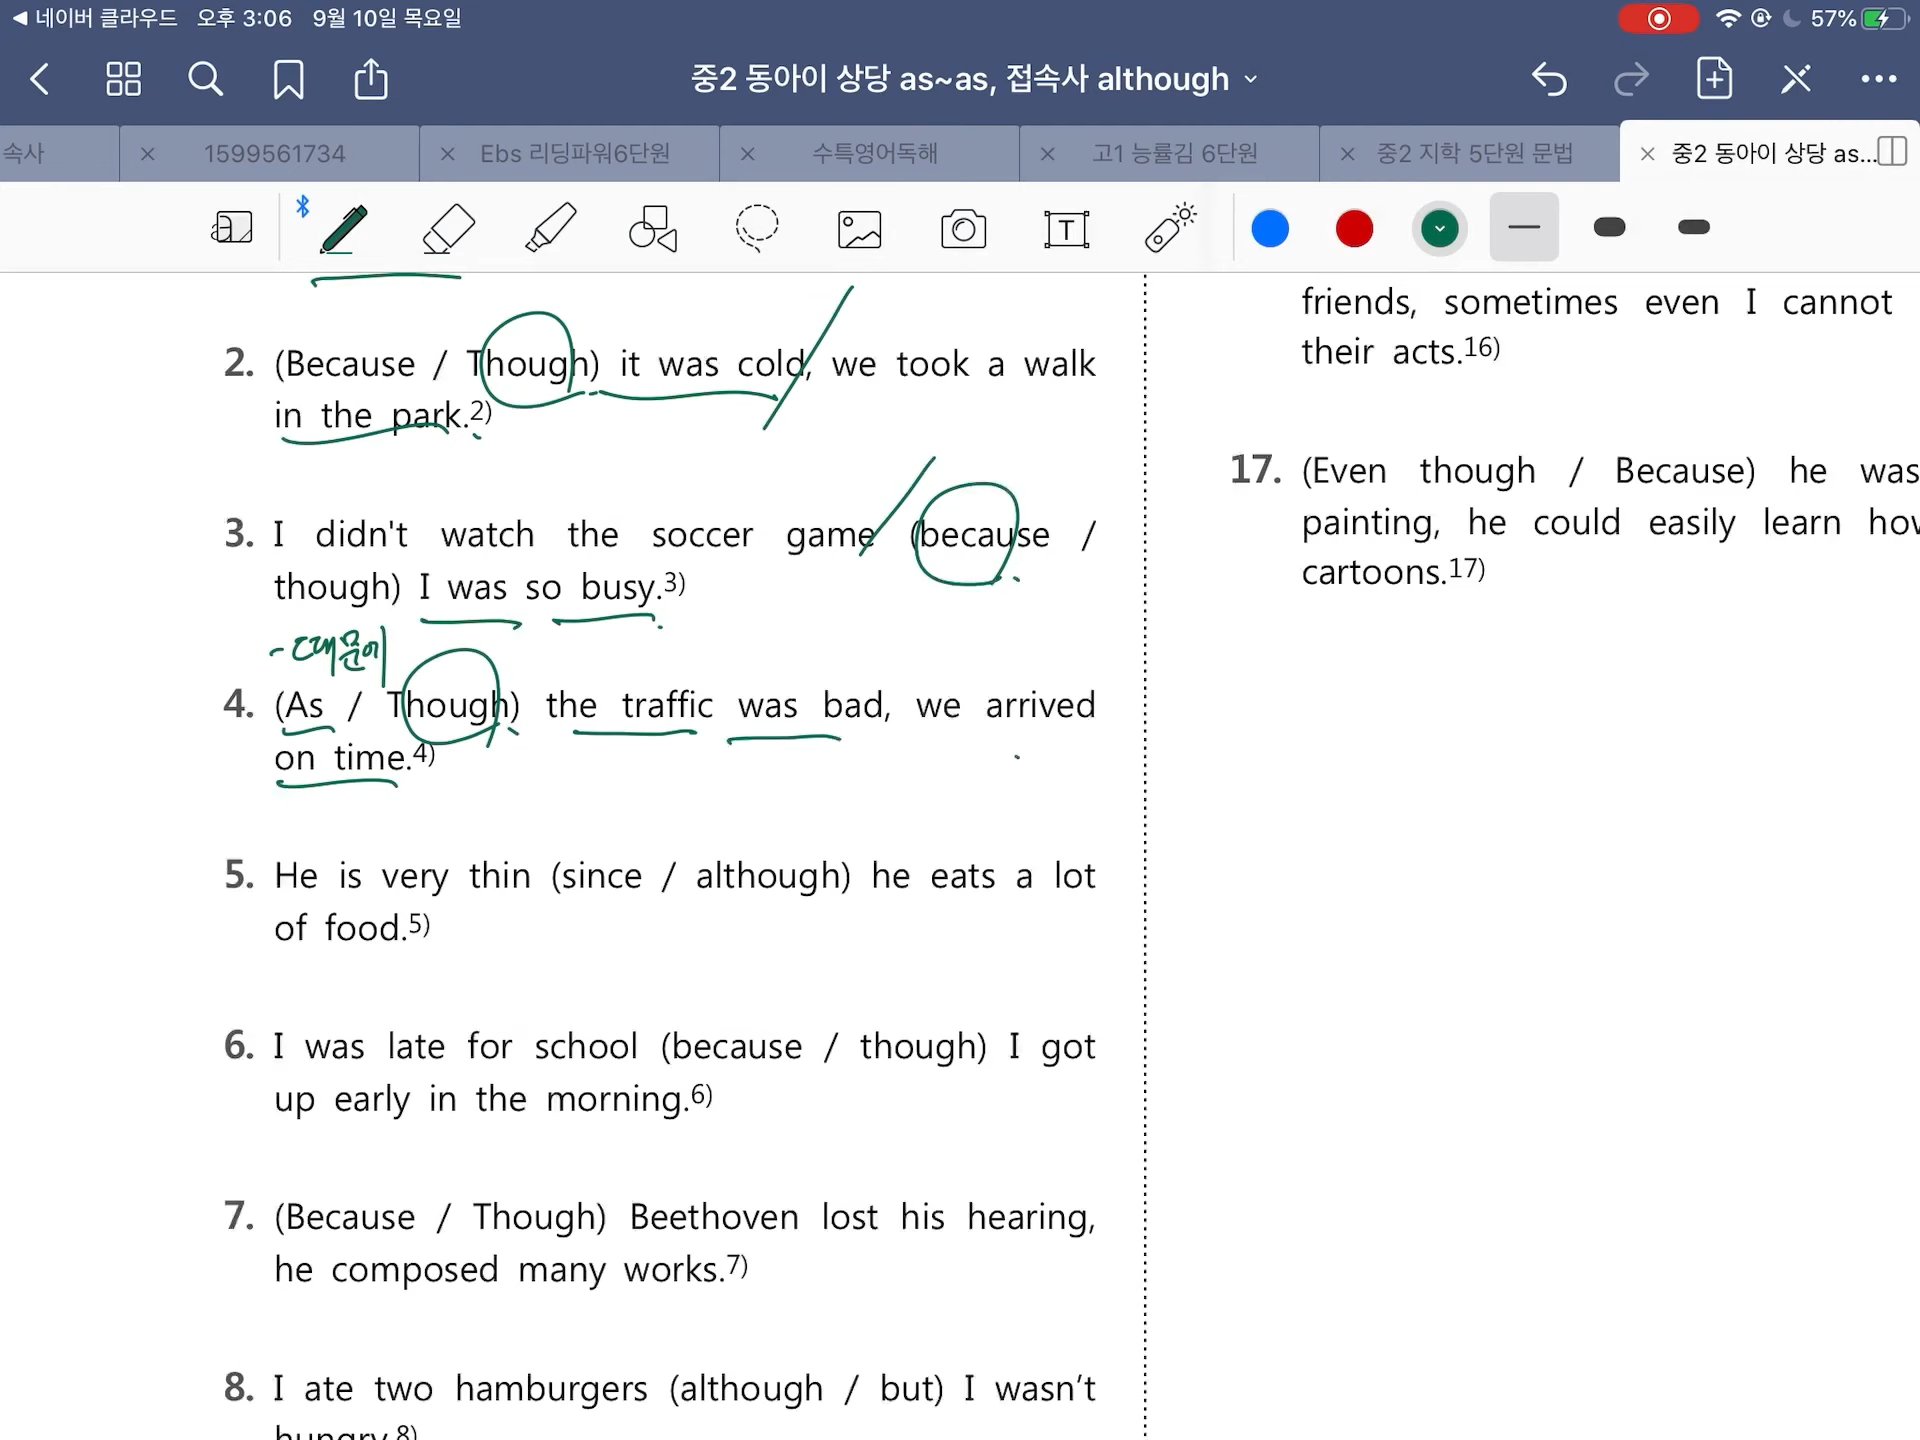 네이버 클라우드 오후 3:06 9월 10일 목요일 57%
중2 동아이 상당 as~as, 접속사 although
속사 1599561734 Ebs 리딩파워6단원 수특영어독해 고1 능률김 6단원 중2 지학 5단원 문법 중2 동아이 상당 as...
2. (Because / Though) it was cold, we took a walk
in the park.2)
3. I didn't watch the soccer game (because /
though) I was so busy.3)
~때문에
4. (As / Though) the traffic was bad, we arrived
on time.4)
5. He is very thin (since / although) he eats a lot
of food.5)
6. I was late for school (because / though) I got
up early in the morning.6)
7. (Because / Though) Beethoven lost his hearing,
he composed many works.7)
8. I ate two hamburgers (although / but) I wasn't
hungry.8)
friends, sometimes even I cannot
their acts.16)
17. (Even though / Because) he was
painting, he could easily learn how
cartoons.17)